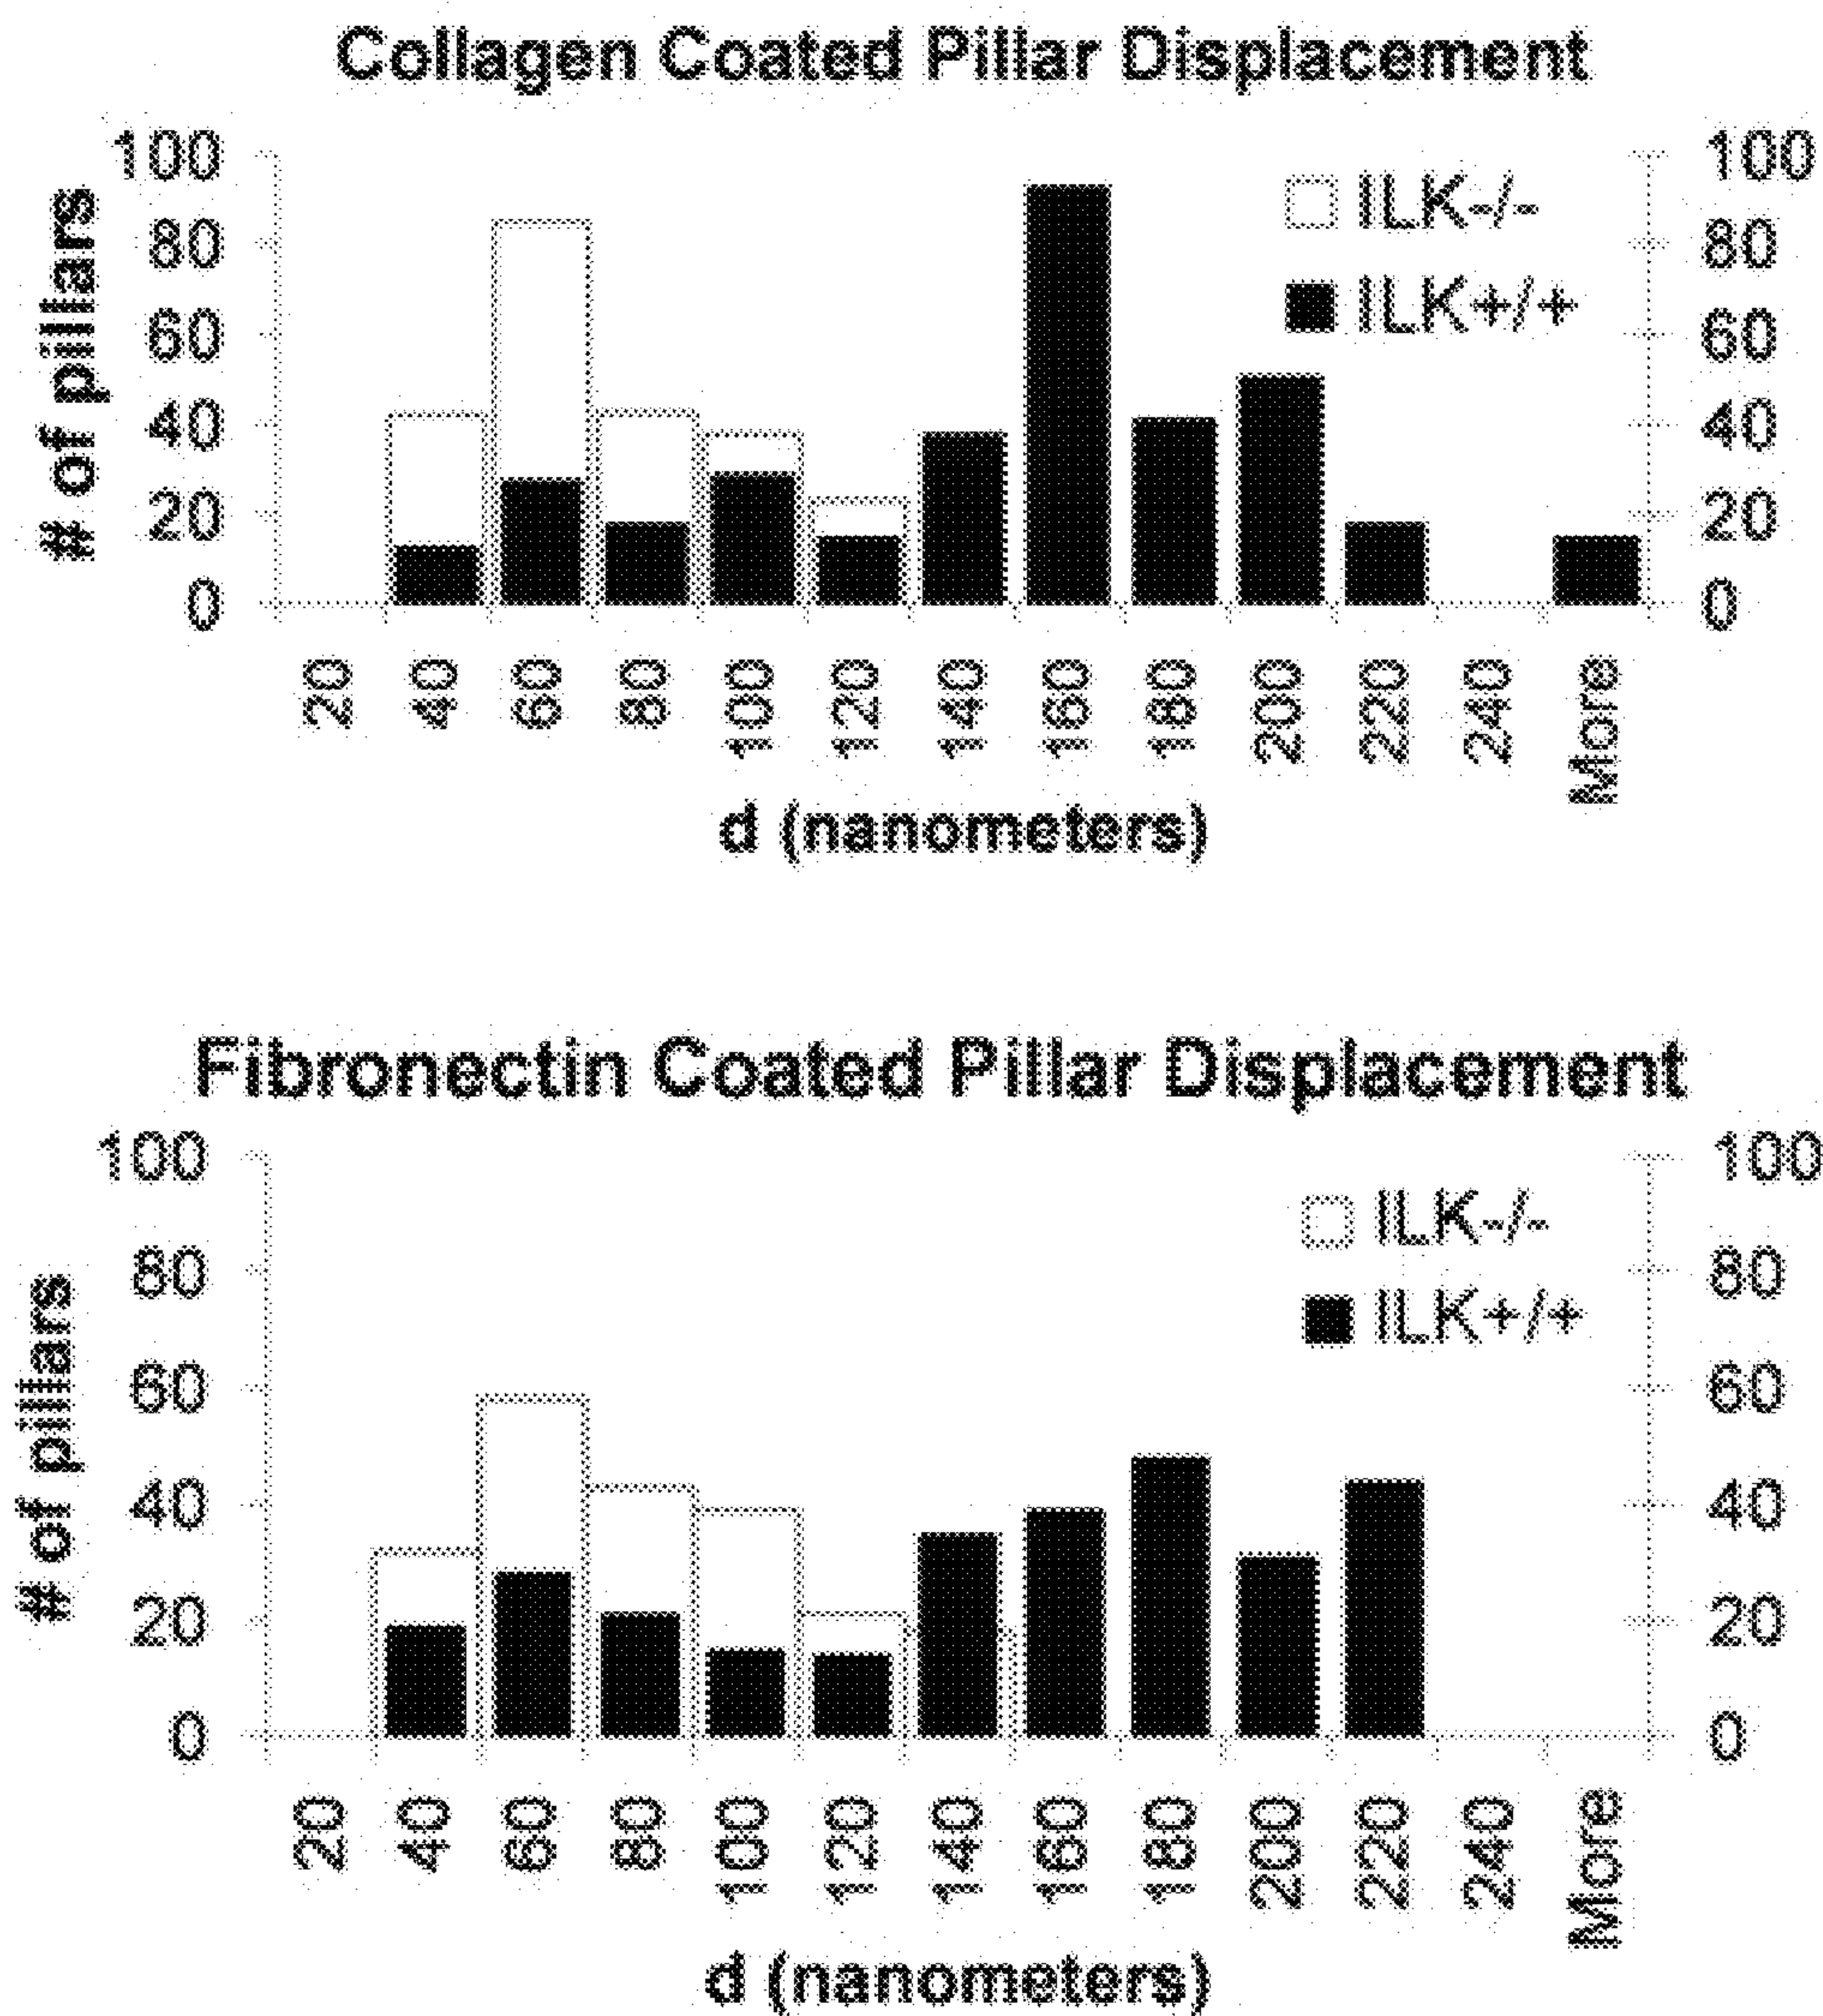 Collagen Coated Pillar Displacement
100 100
80 80
60 60
40 40
20 20
0 0
# of pilliars
ILK-/-
ILK+/+
20 40 60 80 100 120 140 160 180 200 220 240 More
d (nanometers)
Fibronectin Coated Pillar Displacement
100 100
80 80
60 60
40 40
20 20
0 0
# of pilliars
ILK-/-
ILK+/+
20 40 60 80 100 120 140 160 180 200 220 240 More
d (nanometers)